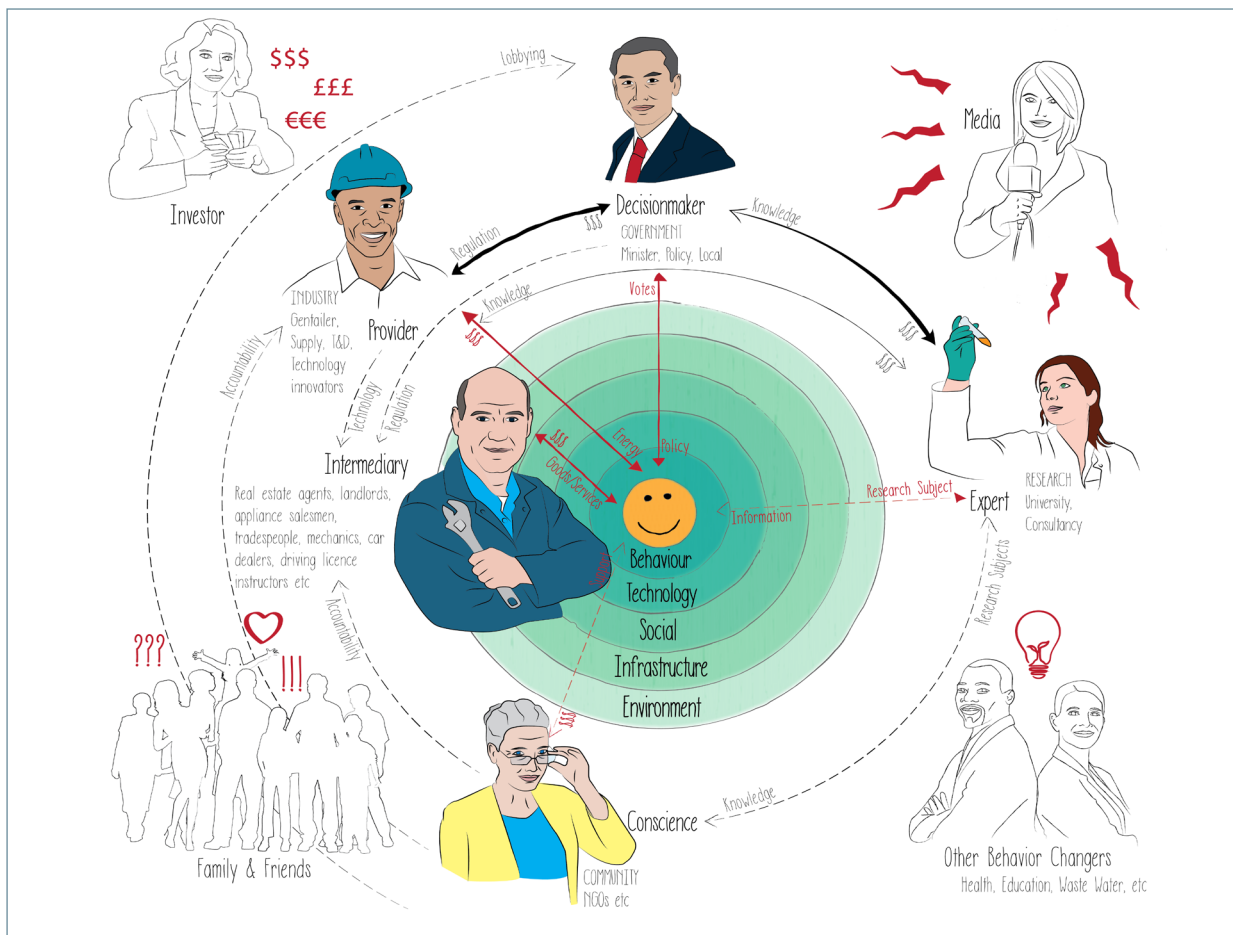 $$$
£££
€€€
Investor
Lobbying
Decisionmaker
GOVERNMENT
Minister, Policy, Local
Media
Regulation
$$$
Knowledge
$$$
INDUSTRY
Gentailer,
Supply, T&D,
Technology
innovators
Provider
Accountability
Technology
Regulation
Knowledge
$$$
$$$
Votes
Energy
Policy
$$$
Goods/Services
Intermediary
Real estate agents, landlords,
appliance salesmen,
tradespeople, mechanics, car
dealers, driving licence
instructors etc
Information
Research Subject
Expert
RESEARCH
University,
Consultancy
Research Subjects
Behaviour
Technology
Social
Infrastructure
Environment
Accountability
$$$
???
!!!
Family & Friends
Conscience
COMMUNITY
NGOs etc
Knowledge
Other Behavior Changers
Health, Education, Waste Water, etc